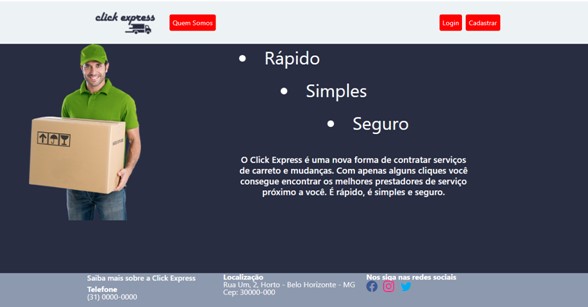 click express
Quem Somos
Login
Cadastrar
Rápido
Simples
Seguro
O Click Express é uma nova forma de contratar serviços
de carreto e mudanças. Com apenas alguns cliques você
consegue encontrar os melhores prestadores de serviço
próximo a você. É rápido, é simples e seguro.
Saiba mais sobre a Click Express
Telefone
(31) 0000-0000
Localização
Rua Um, 2, Horto - Belo Horizonte - MG
Cep: 30000-000
Nos siga nas redes sociais